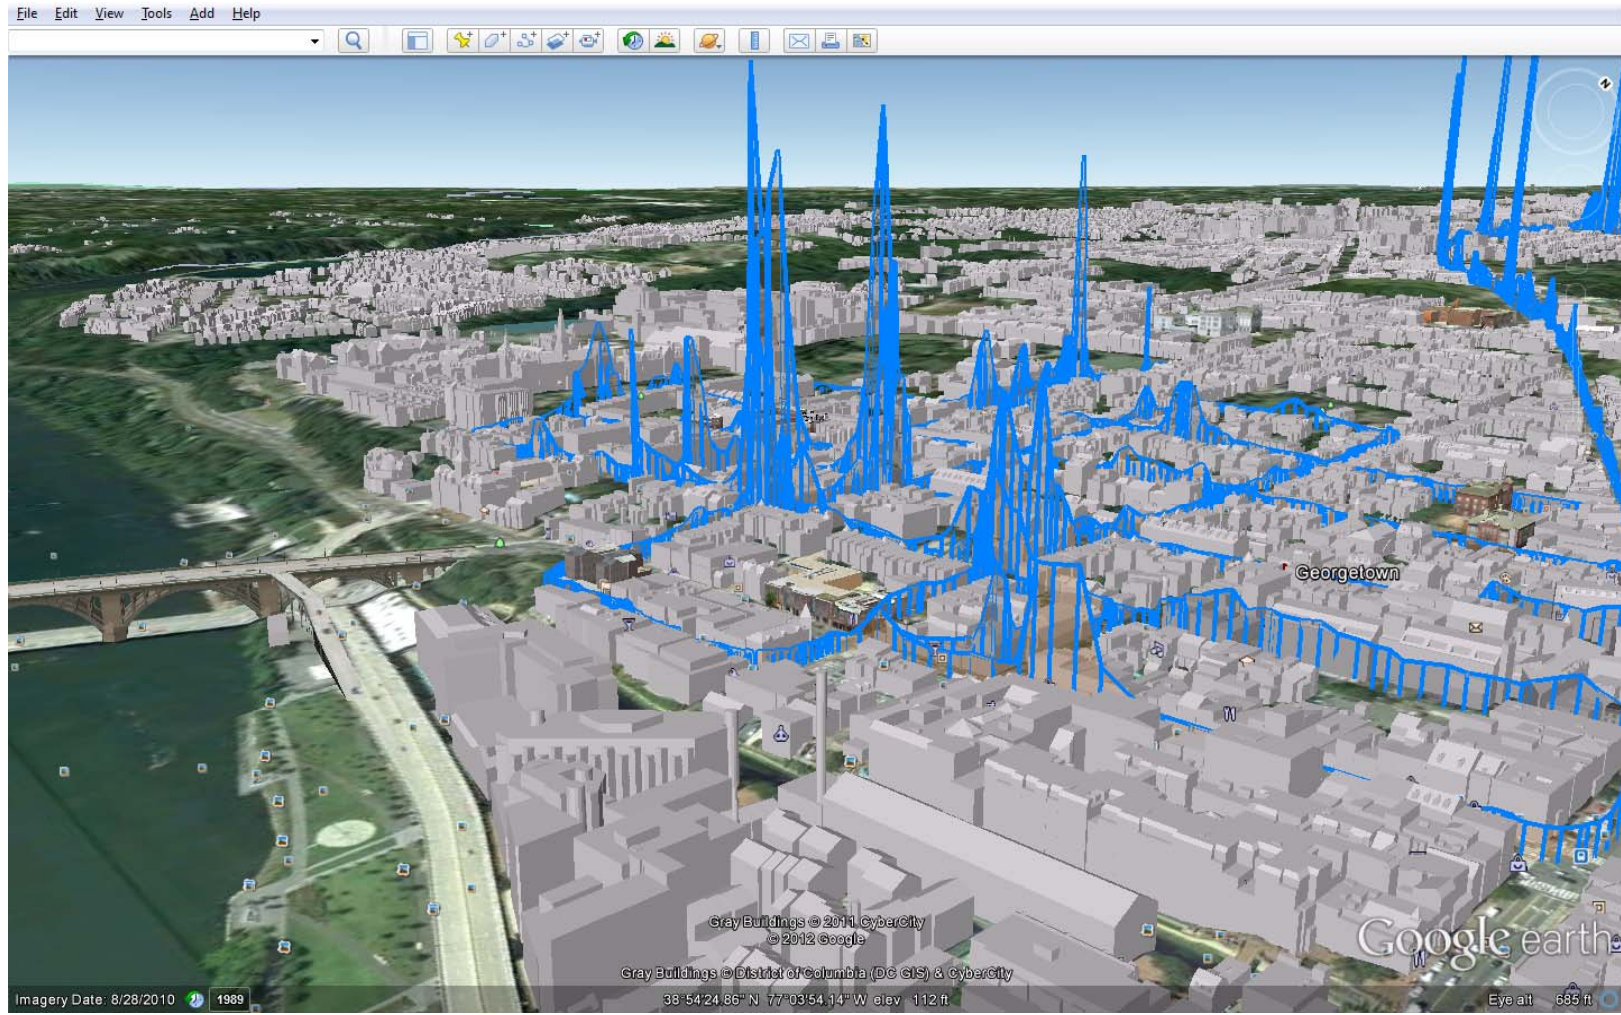 File Edit View Tools Add Help
N
Georgetown
Gray Buildings © 2011 CyberCity
© 2012 Google
Google earth
Gray Buildings © District of Columbia (DC GIS) & CyberCity
Imagery Date: 8/28/2010 1989 38°54'24.86" N 77°03'54.14" W elev 112 ft Eye alt 685 ft